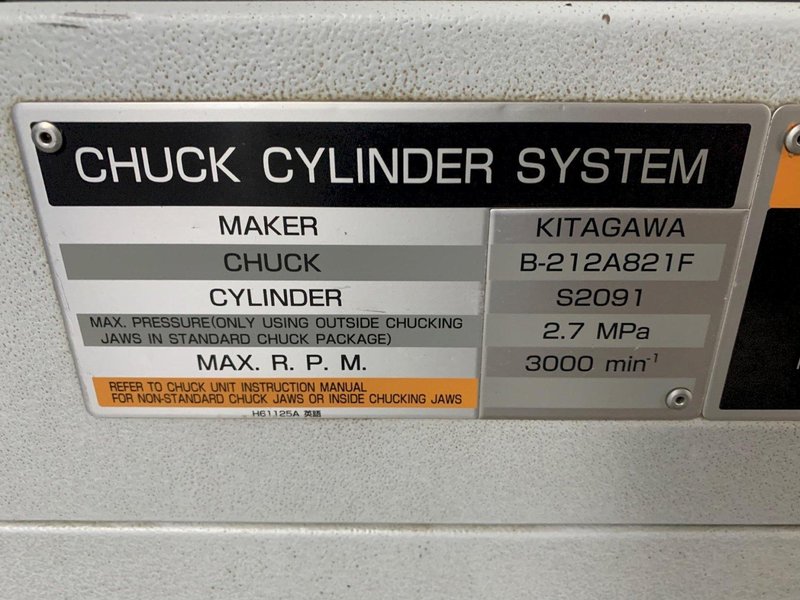 CHUCK CYLINDER SYSTEM
MAKER KITAGAWA
CHUCK B-212A821F
CYLINDER S2091
MAX. PRESSURE(ONLY USING OUTSIDE CHUCKING
JAWS IN STANDARD CHUCK PACKAGE) 2.7 MPa
MAX. R. P. M. 3000 min⁻¹
REFER TO CHUCK UNIT INSTRUCTION MANUAL
FOR NON-STANDARD CHUCK JAWS OR INSIDE CHUCKING JAWS
H61125A 英語